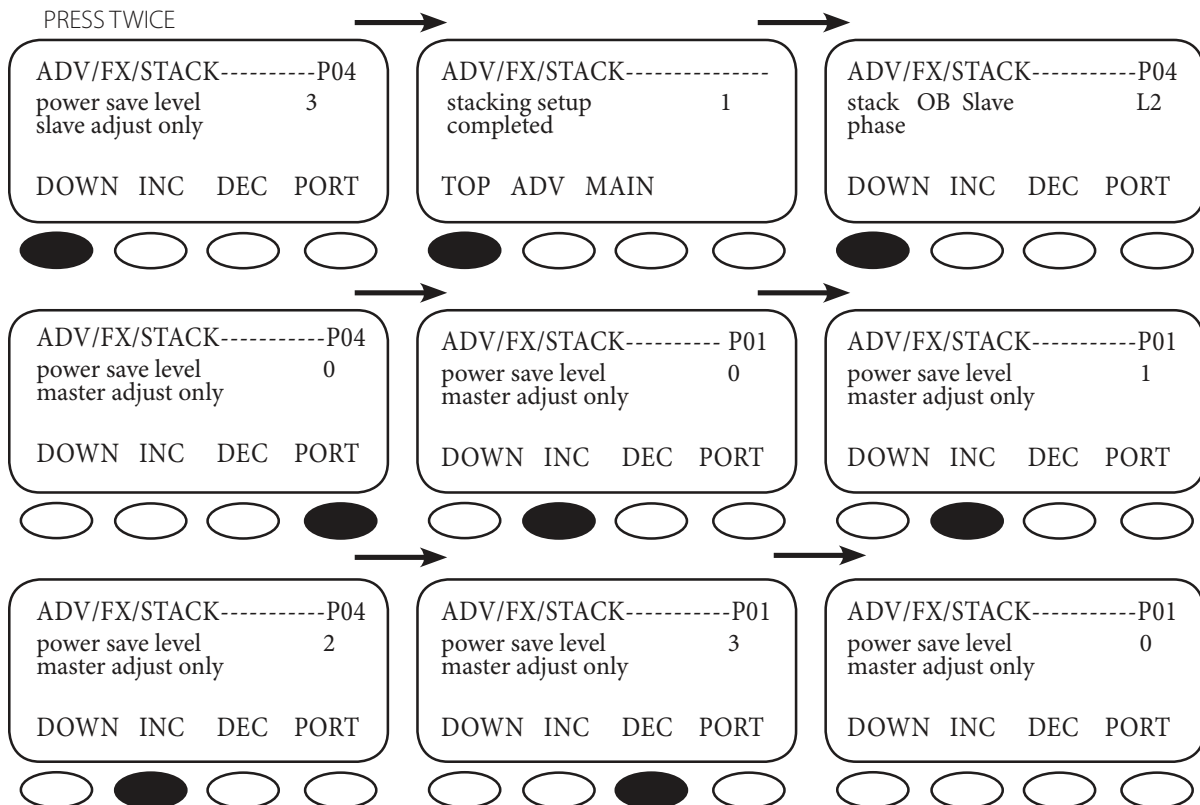 PRESS TWICE
ADV/FX/STACK----------P04
power save level 3
slave adjust only
DOWN INC DEC PORT
ADV/FX/STACK---------------
stacking setup 1
completed
TOP ADV MAIN
ADV/FX/STACK-----------P04
stack OB Slave L2
phase
DOWN INC DEC PORT
ADV/FX/STACK-----------P04
power save level 0
master adjust only
DOWN INC DEC PORT
ADV/FX/STACK---------- P01
power save level 0
master adjust only
DOWN INC DEC PORT
ADV/FX/STACK-----------P01
power save level 1
master adjust only
DOWN INC DEC PORT
ADV/FX/STACK-----------P04
power save level 2
master adjust only
DOWN INC DEC PORT
ADV/FX/STACK-----------P01
power save level 3
master adjust only
DOWN INC DEC PORT
ADV/FX/STACK-----------P01
power save level 0
master adjust only
DOWN INC DEC PORT